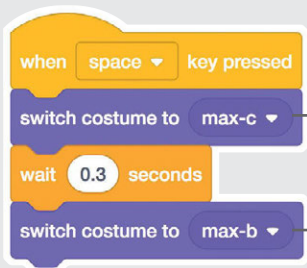 when space key pressed
switch costume to max-c
wait 0.3 seconds
switch costume to max-b